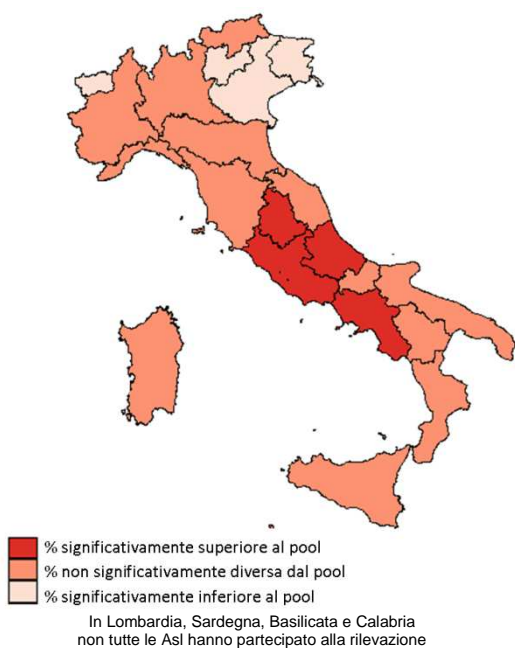 % significativamente superiore al pool
% non significativamente diversa dal pool
% significativamente inferiore al pool
In Lombardia, Sardegna, Basilicata e Calabria
non tutte le Asl hanno partecipato alla rilevazione